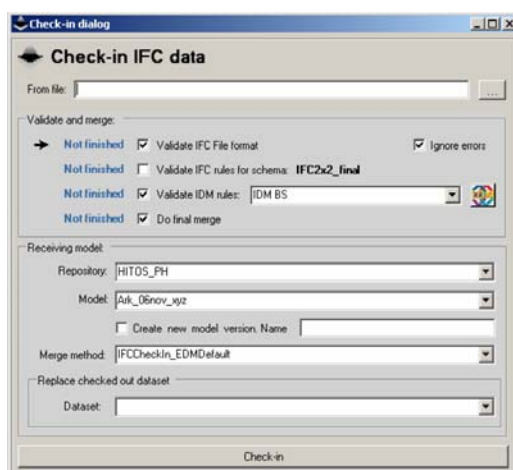 Check-in dialog
Check-in IFC data
From file: ...
Validate and merge:
Not finished Validate IFC File format Ignore errors
Not finished Validate IFC rules for schema: IFC2x2_final
Not finished Validate IDM rules: IDM BS
Not finished Do final merge
Receiving model:
Repository: HITOS_PH
Model: Ark_06nov_xyz
Create new model version. Name
Merge method: IFCCheckIn_EDMDefault
Replace checked out dataset
Dataset:
Check-in